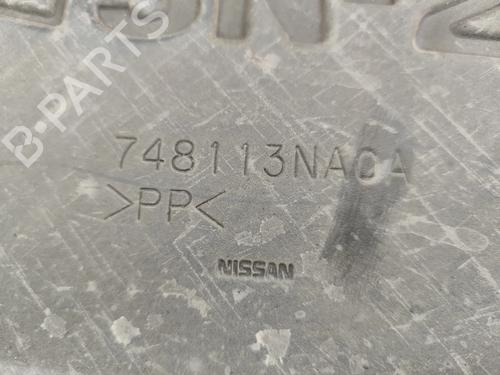 B-PARTS
748113NA0A
>PP<
NISSAN